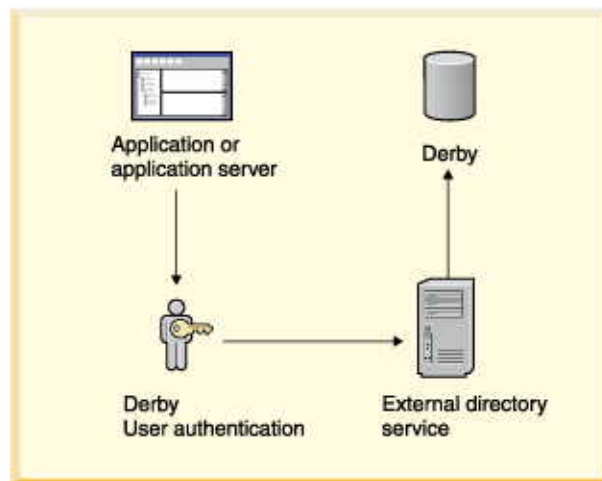 Application or
application server
Derby
Derby
User authentication
External directory
service